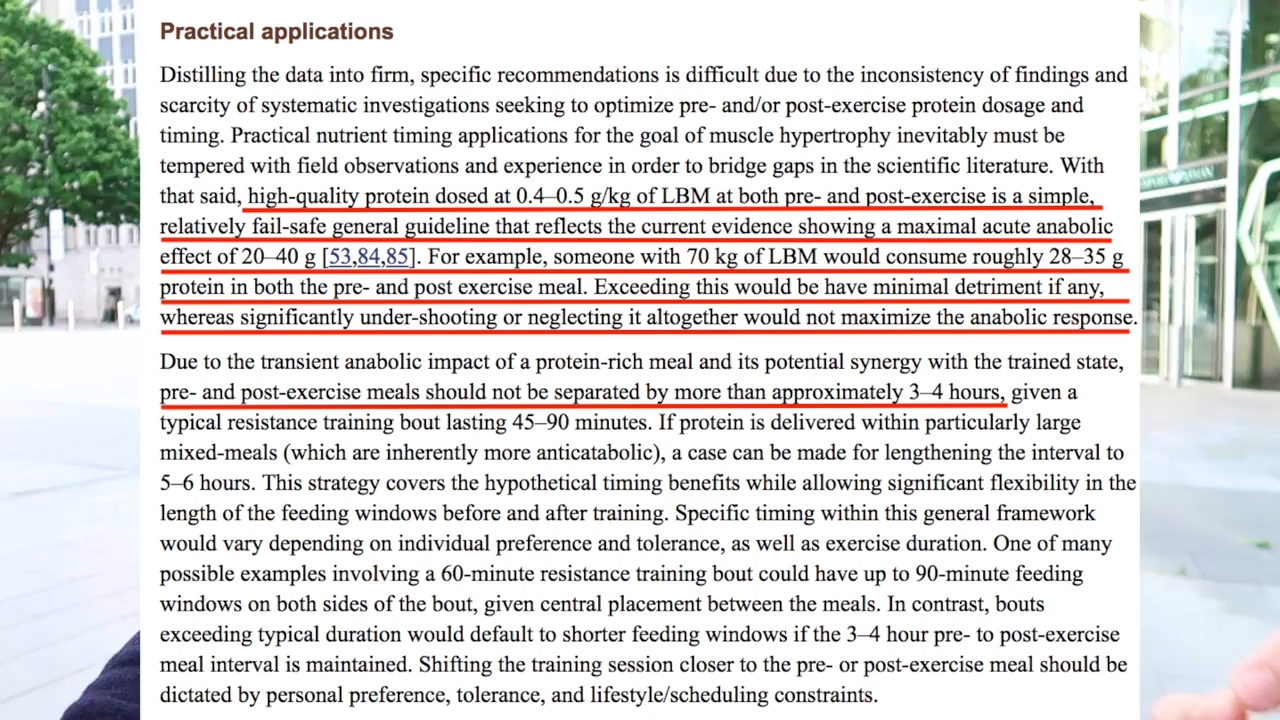 Practical applications
Distilling the data into firm, specific recommendations is difficult due to the inconsistency of findings and
scarcity of systematic investigations seeking to optimize pre- and/or post-exercise protein dosage and
timing. Practical nutrient timing applications for the goal of muscle hypertrophy inevitably must be
tempered with field observations and experience in order to bridge gaps in the scientific literature. With
that said, high-quality protein dosed at 0.4–0.5 g/kg of LBM at both pre- and post-exercise is a simple,
relatively fail-safe general guideline that reflects the current evidence showing a maximal acute anabolic
effect of 20–40 g [53,84,85]. For example, someone with 70 kg of LBM would consume roughly 28–35 g
protein in both the pre- and post exercise meal. Exceeding this would be have minimal detriment if any,
whereas significantly under-shooting or neglecting it altogether would not maximize the anabolic response.
Due to the transient anabolic impact of a protein-rich meal and its potential synergy with the trained state,
pre- and post-exercise meals should not be separated by more than approximately 3–4 hours, given a
typical resistance training bout lasting 45–90 minutes. If protein is delivered within particularly large
mixed-meals (which are inherently more anticatabolic), a case can be made for lengthening the interval to
5–6 hours. This strategy covers the hypothetical timing benefits while allowing significant flexibility in the
length of the feeding windows before and after training. Specific timing within this general framework
would vary depending on individual preference and tolerance, as well as exercise duration. One of many
possible examples involving a 60-minute resistance training bout could have up to 90-minute feeding
windows on both sides of the bout, given central placement between the meals. In contrast, bouts
exceeding typical duration would default to shorter feeding windows if the 3–4 hour pre- to post-exercise
meal interval is maintained. Shifting the training session closer to the pre- or post-exercise meal should be
dictated by personal preference, tolerance, and lifestyle/scheduling constraints.